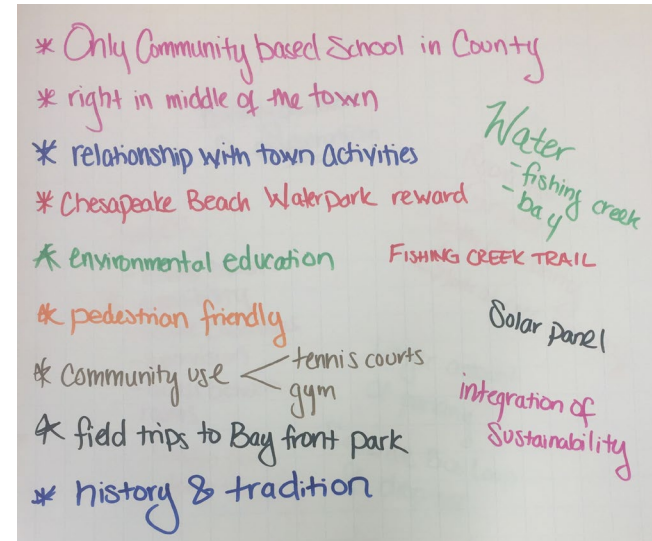 * Only Community based School in County
* right in middle of the town
* relationship with town activities
* Chesapeake Beach Waterpark reward
* environmental education
* pedestrian friendly
* Community use < tennis courts
gym
* field trips to Bay front park
* history & tradition
Water
- fishing creek
- bay
FISHING CREEK TRAIL
Solar panel
integration of
Sustainability